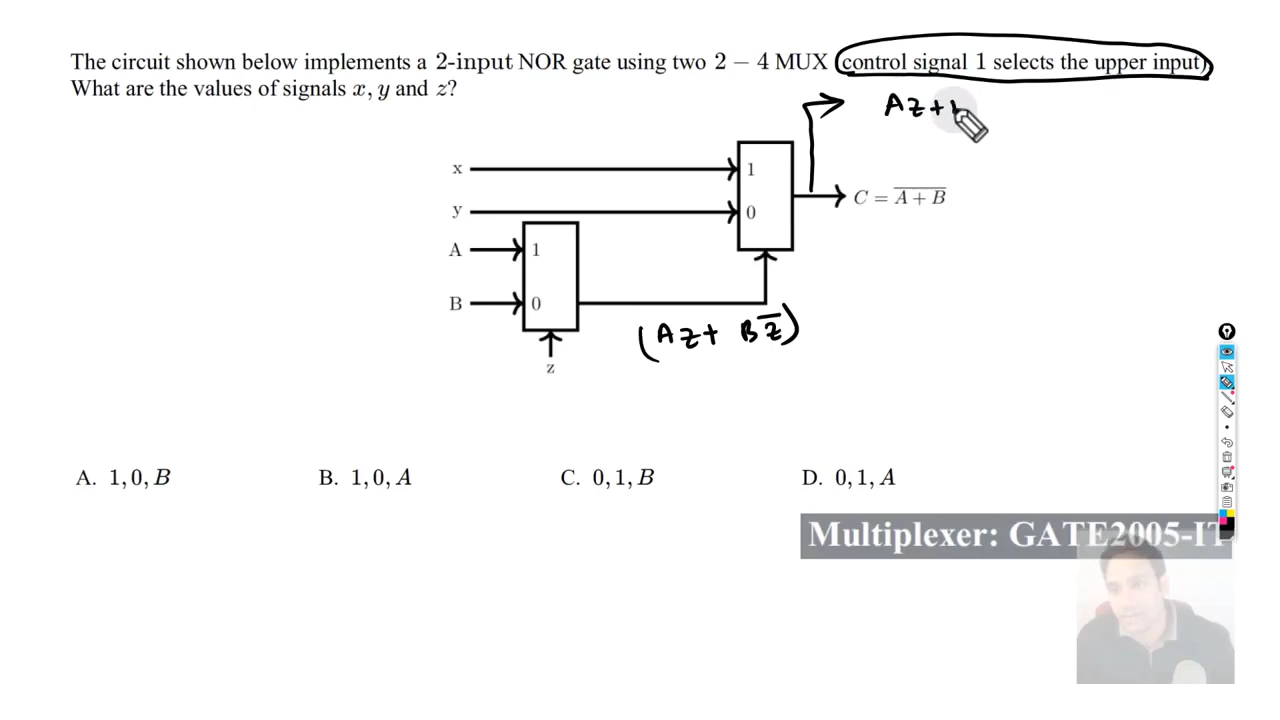 The circuit shown below implements a 2-input NOR gate using two 2 − 4 MUX (control signal 1 selects the upper input).
What are the values of signals x, y and z?
Az+
x
1
y
0
C = \overline{A + B}
A
1
B
0
(Az+ B\overline{z})
z
A. 1, 0, B
B. 1, 0, A
C. 0, 1, B
D. 0, 1, A
Multiplexer: GATE2005-IT